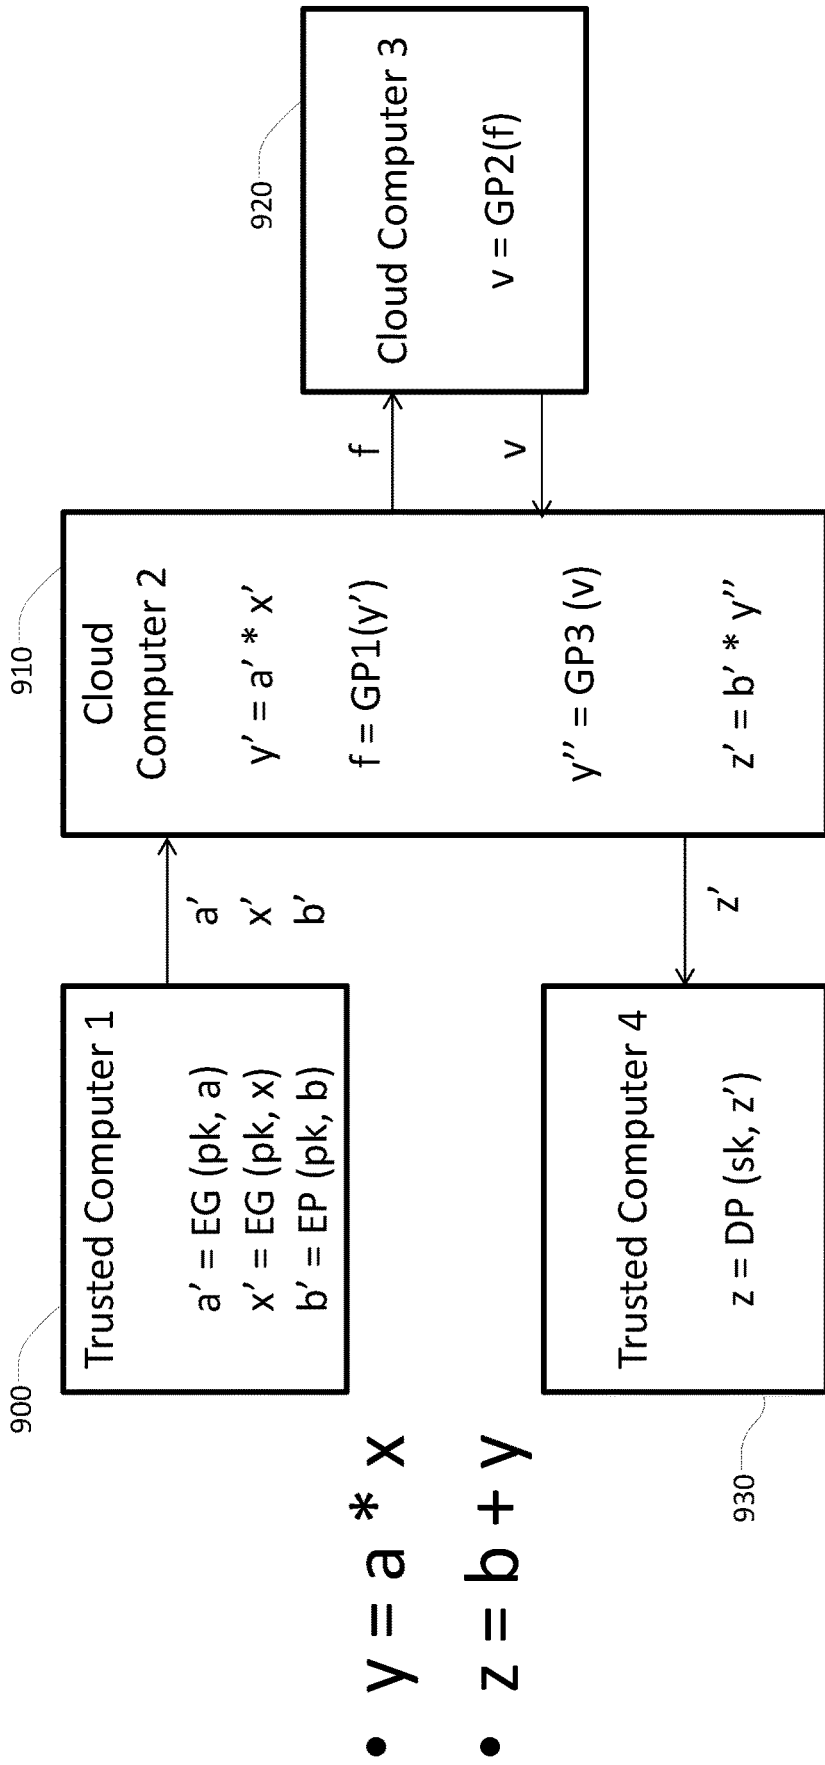 • y = a * x
• z = b + y
900
Trusted Computer 1
a' = EG (pk, a)
x' = EG (pk, x)
b' = EP (pk, b)
a'
x'
b'
910
Cloud
Computer 2
y' = a' * x'
f = GP1(y')
y'' = GP3 (v)
z' = b' * y''
f
v
920
Cloud Computer 3
v = GP2(f)
z'
930
Trusted Computer 4
z = DP (sk, z')